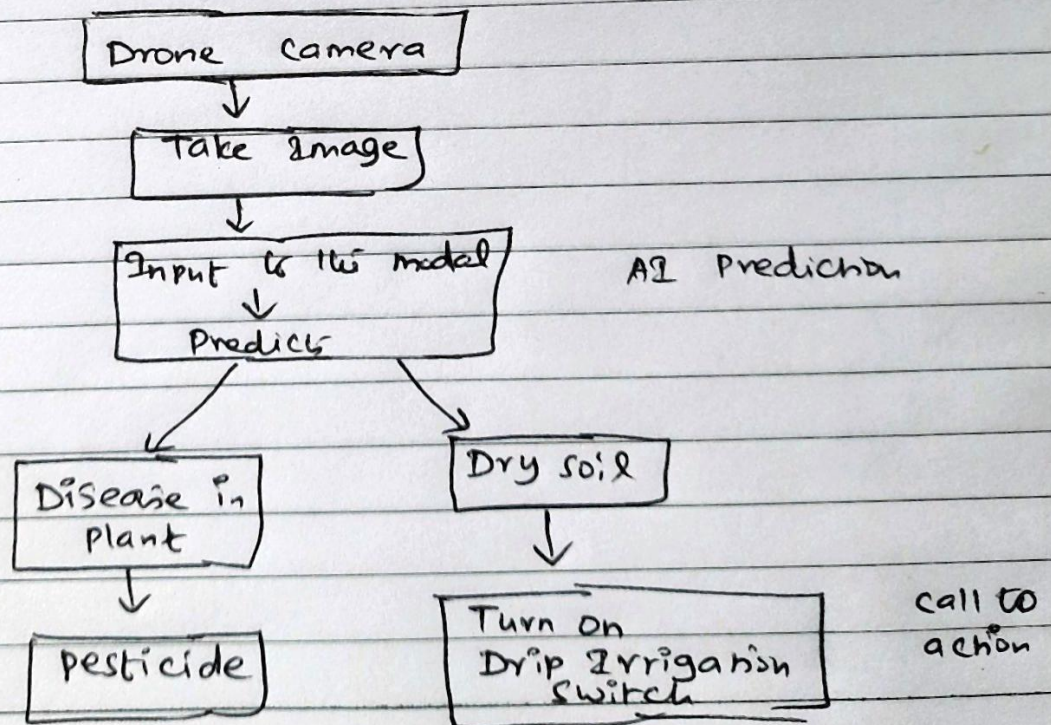 Drone camera
Take Image
Input to the modal
AI Prediction
Predicts
Disease in
plant
Dry soil
pesticide
Turn on
Drip Irrigation
Switch
call to
action